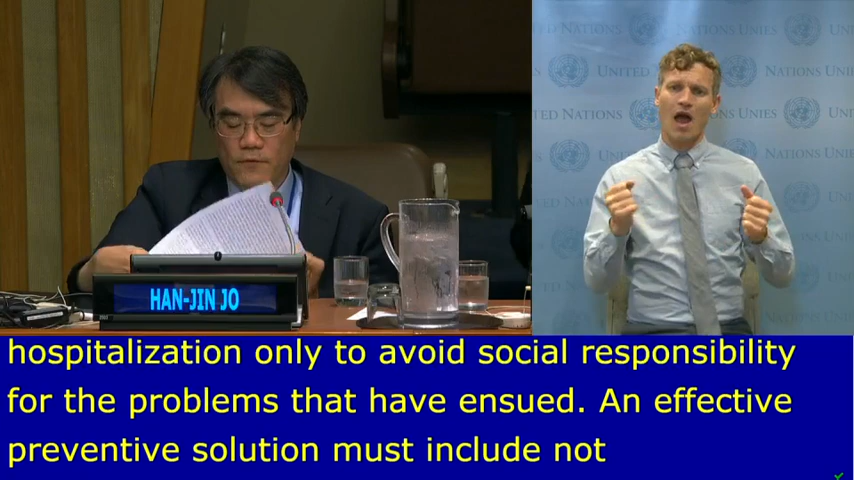 UNITED NATIONS
NATIONS UNIES
HAN-JIN JO
hospitalization only to avoid social responsibility
for the problems that have ensued. An effective
preventive solution must include not